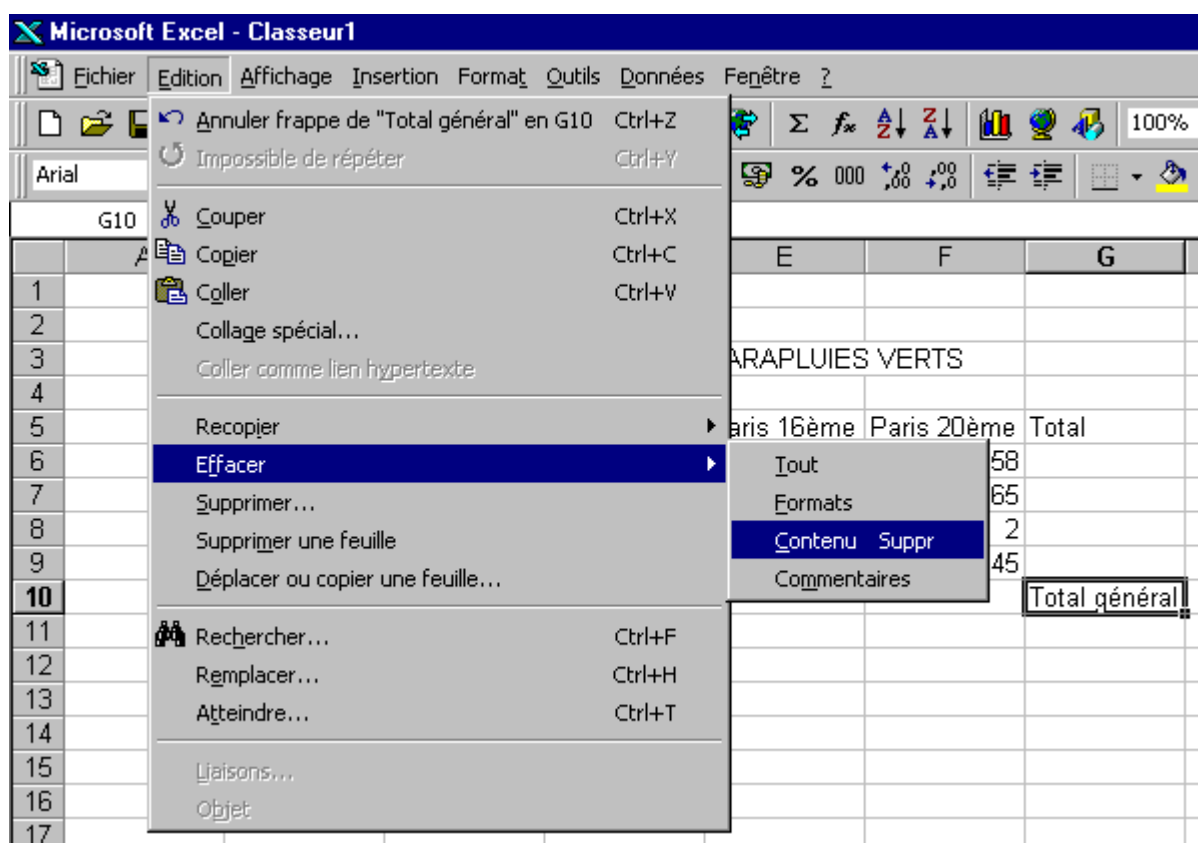 Microsoft Excel - Classeur1
Fichier Edition Affichage Insertion Format Outils Données Fenêtre ?
Annuler frappe de "Total général" en G10 Ctrl+Z
Σ fx A Z Z A 100%
Impossible de répéter Ctrl+Y
Arial % 000 ,00 ,0
G10
Couper Ctrl+X
Copier Ctrl+C
A E F G
1 Coller Ctrl+V
2 Collage spécial...
3 ARAPLUIES VERTS
Coller comme lien hypertexte
4
5 Recopier aris 16ème Paris 20ème Total
6 Effacer Tout 58
7 Supprimer... Formats 65
8 Supprimer une feuille Contenu Suppr 2
9 Déplacer ou copier une feuille... Commentaires 45
10 Total général
11 Rechercher... Ctrl+F
12 Remplacer... Ctrl+H
13 Atteindre... Ctrl+T
14
15 Liaisons...
16 Objet
17